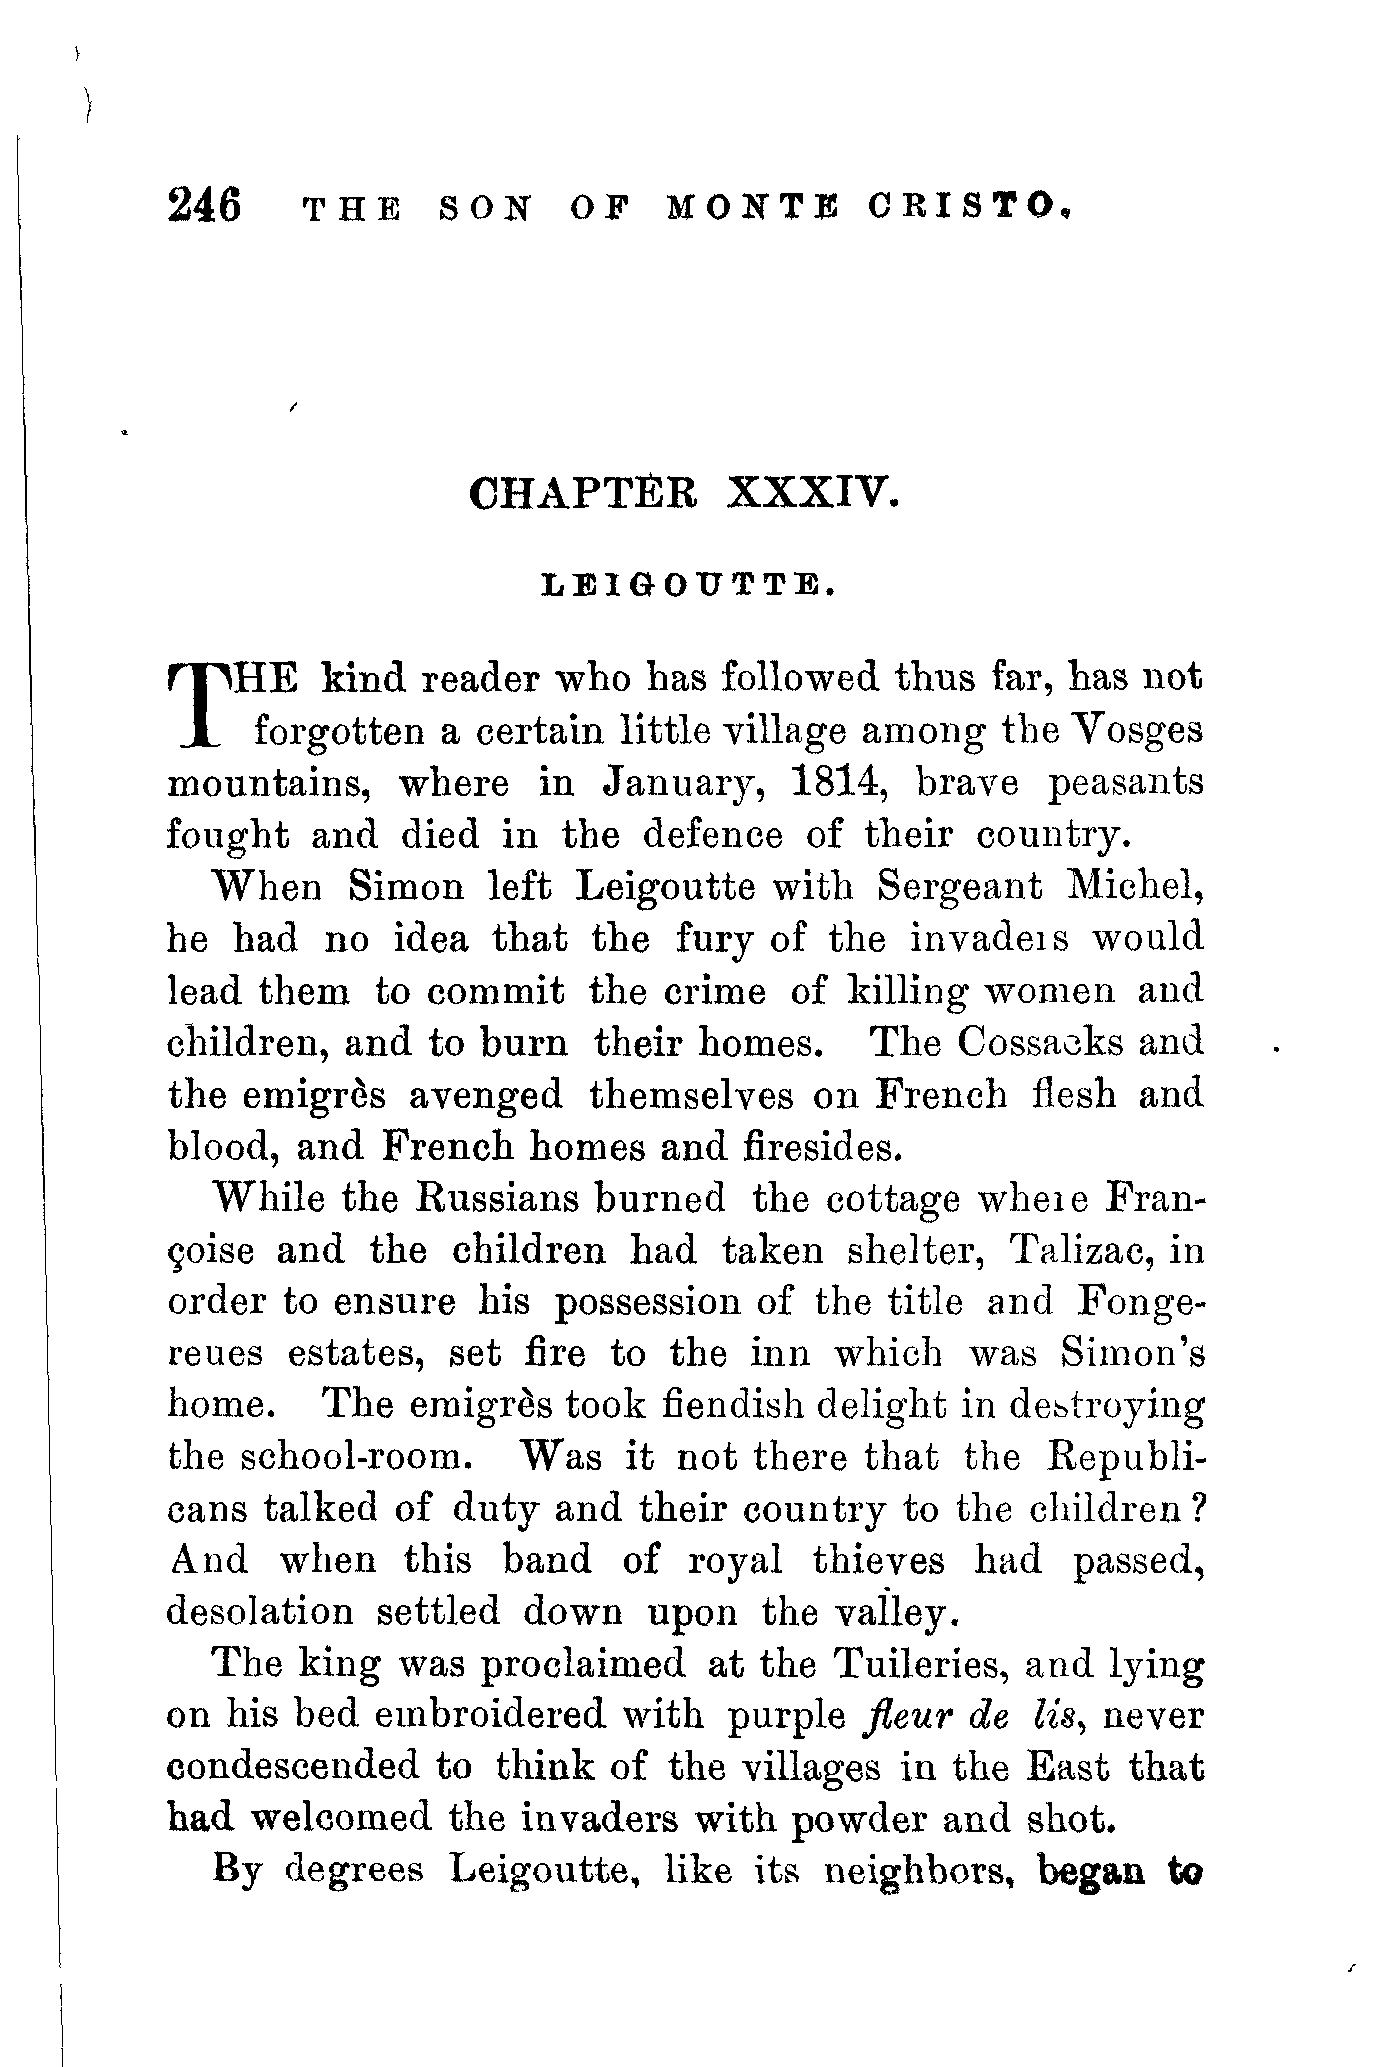 246 THE SON OF MONTE CRISTO.
CHAPTER XXXIV.
LEIGOUTTE.
THE kind reader who has followed thus far, has not
forgotten a certain little village among the Vosges
mountains, where in January, 1814, brave peasants
fought and died in the defence of their country.
When Simon left Leigoutte with Sergeant Michel,
he had no idea that the fury of the invaders would
lead them to commit the crime of killing women and
children, and to burn their homes. The Cossacks and
the emigrès avenged themselves on French flesh and
blood, and French homes and firesides.
While the Russians burned the cottage where Fran-
çoise and the children had taken shelter, Talizac, in
order to ensure his possession of the title and Fonge-
reues estates, set fire to the inn which was Simon's
home. The emigrès took fiendish delight in destroying
the school-room. Was it not there that the Republi-
cans talked of duty and their country to the children?
And when this band of royal thieves had passed,
desolation settled down upon the valley.
The king was proclaimed at the Tuileries, and lying
on his bed embroidered with purple fleur de lis, never
condescended to think of the villages in the East that
had welcomed the invaders with powder and shot.
By degrees Leigoutte, like its neighbors, began to